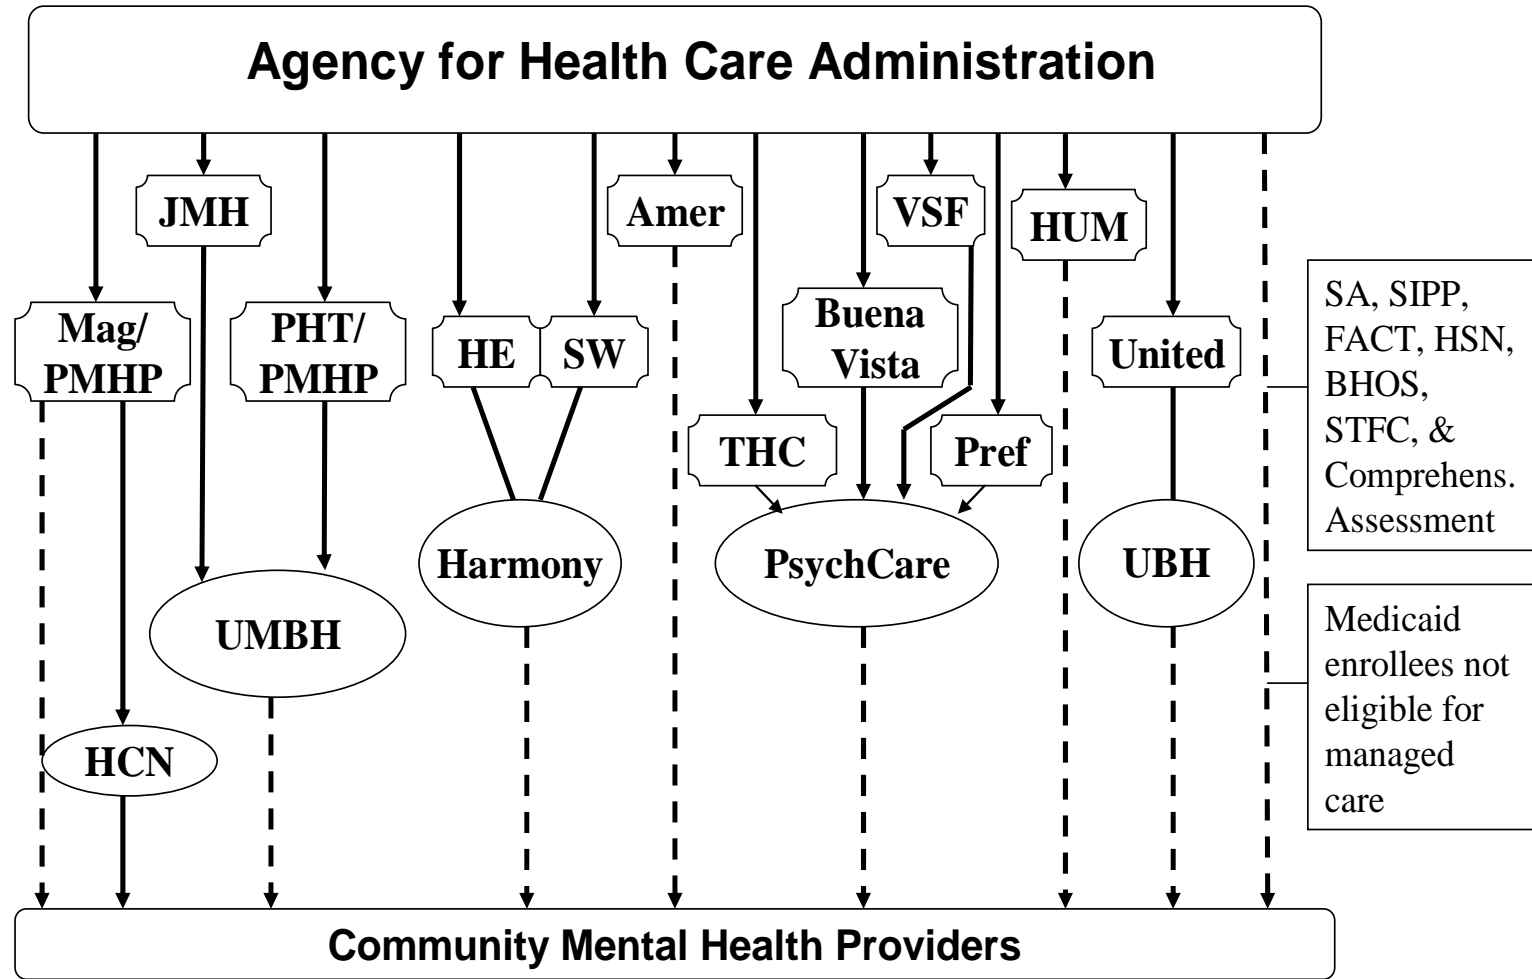 Agency for Health Care Administration
JMH
Amer
VSF
HUM
Mag/
PMHP
PHT/
PMHP
HE
SW
Buena
Vista
United
THC
Pref
Harmony
PsychCare
UBH
UMBH
HCN
SA, SIPP,
FACT, HSN,
BHOS,
STFC, &
Comprehens.
Assessment
Medicaid
enrollees not
eligible for
managed
care
Community Mental Health Providers